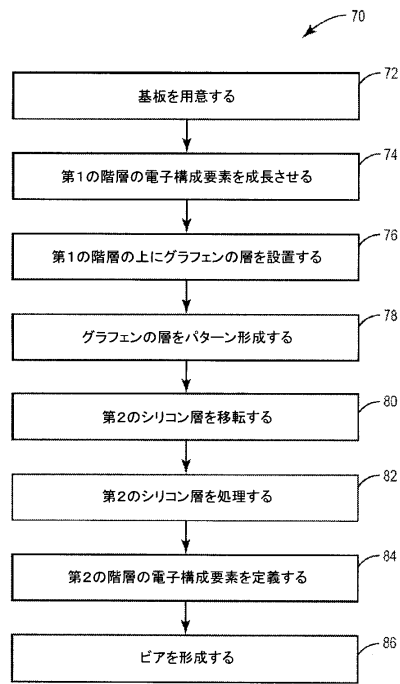 70
72
基板を用意する
74
第1の階層の電子構成要素を成長させる
76
第1の階層の上にグラフェンの層を設置する
78
グラフェンの層をパターン形成する
80
第2のシリコン層を移転する
82
第2のシリコン層を処理する
84
第2の階層の電子構成要素を定義する
86
ビアを形成する